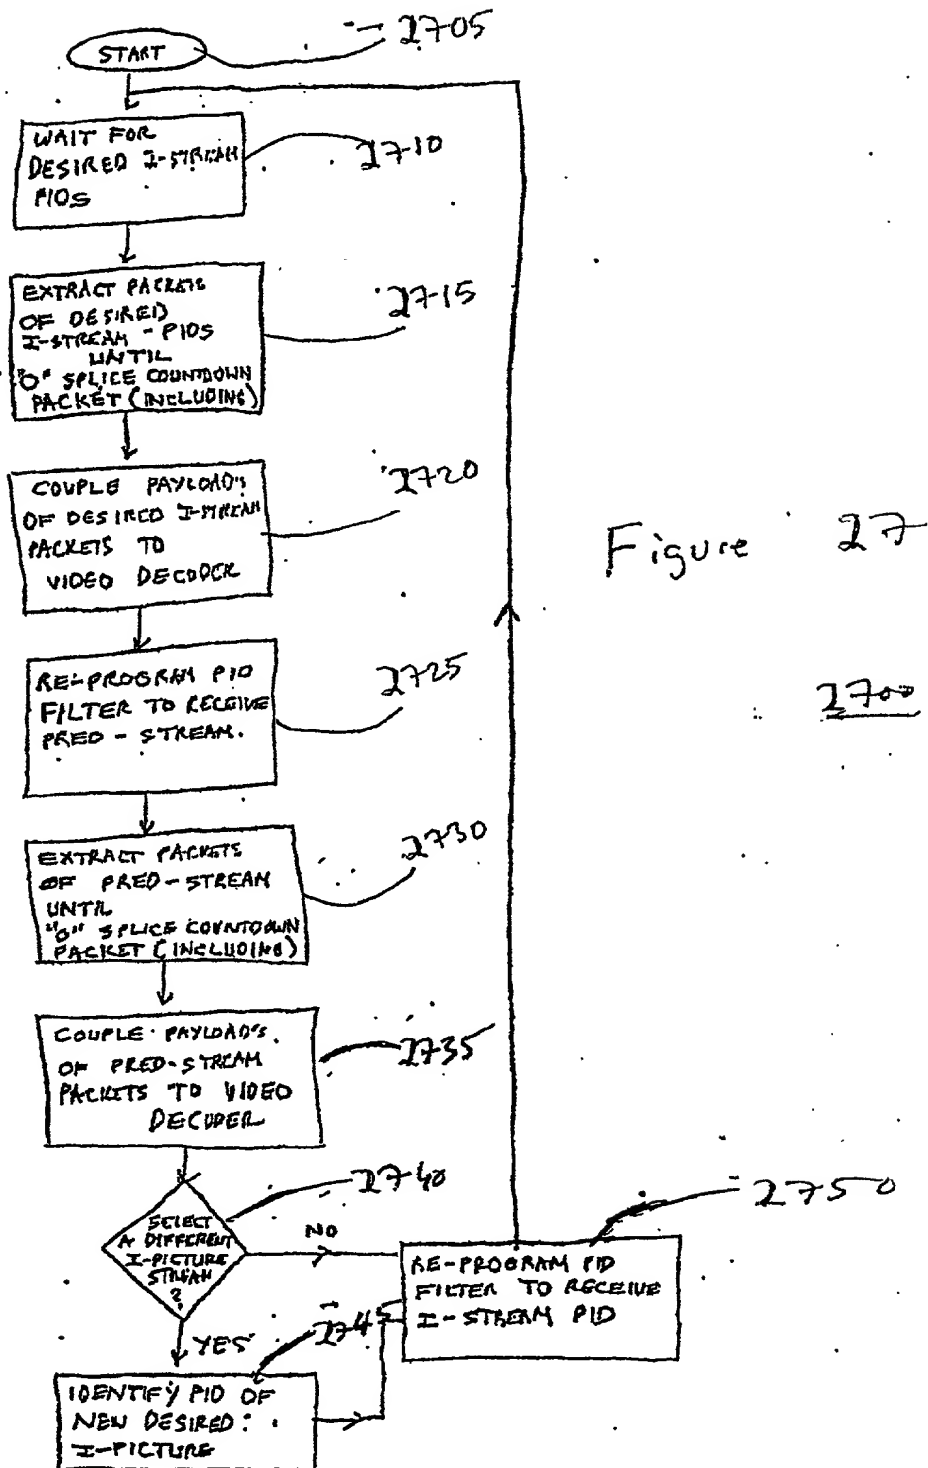 START
2705
WAIT FOR
DESIRED I-STREAM
PIDS
2710
EXTRACT PACKETS
OF DESIRED
I-STREAM - PIDS
UNTIL
"0" SPLICE COUNTDOWN
PACKET (INCLUDING)
2715
COUPLE PAYLOAD'S
OF DESIRED I-STREAM
PACKETS TO
VIDEO DECODER
2720
Figure 27
2700
RE-PROGRAM PID
FILTER TO RECEIVE
PRED-STREAM.
2725
EXTRACT PACKETS
OF PRED-STREAM
UNTIL
"0" SPLICE COUNTDOWN
PACKET (INCLUDING)
2730
COUPLE PAYLOAD'S
OF PRED-STREAM
PACKETS TO VIDEO
DECODER
2735
SELECT
A DIFFERENT
I-PICTURE
STREAM
?
2740
NO
YES
RE-PROGRAM PID
FILTER TO RECEIVE
I-STREAM PID
2750
IDENTIFY PID OF
NEW DESIRED
I-PICTURE
2745